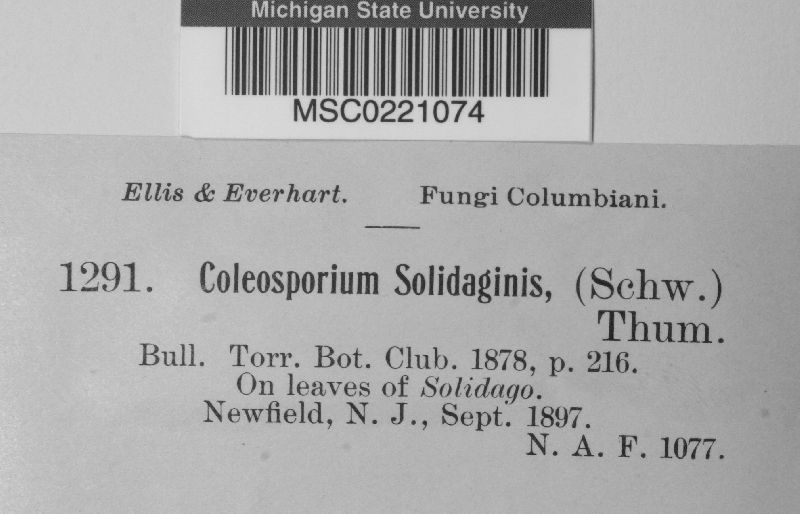 Michigan State University
MSC0221074
Ellis & Everhart. Fungi Columbiani.
1291. Coleosporium Solidaginis, (Schw.)
Thum.
Bull. Torr. Bot. Club. 1878, p. 216.
On leaves of Solidago.
Newfield, N. J., Sept. 1897.
N. A. F. 1077.